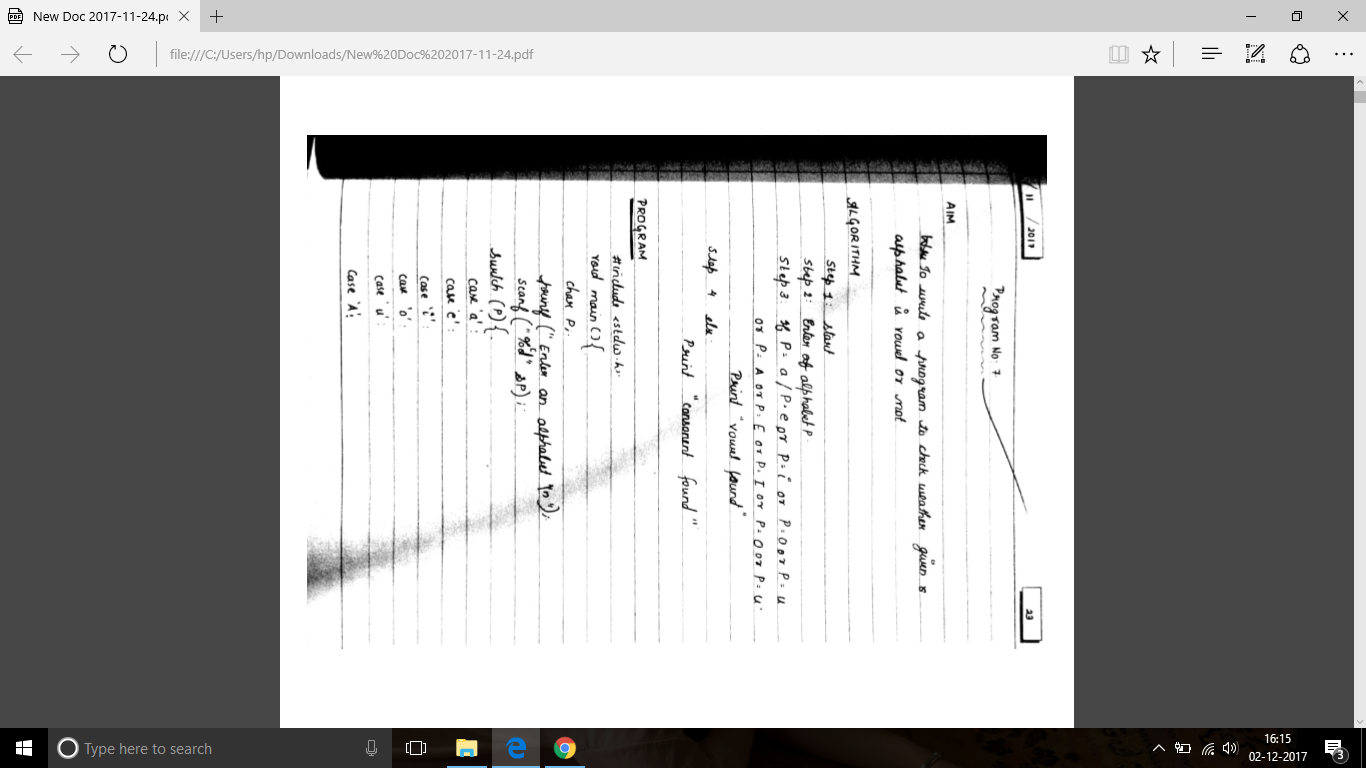 New Doc 2017-11-24.pd
file:///C:/Users/hp/Downloads/New%20Doc%202017-11-24.pdf
11 / 2017
23
Program No: 7
AIM
To write a program to check weather given
alphabet is vowel or not
ALGORITHM
Step 1: Start
Step 2: Enter alphabet P.
Step 3: If P = a / P = e or P = i or P = o or P = u
or P = A or P = E or P = I or P = O or P = U.
Print "vowel found"
Step 4 else:
Print "consonent found".
PROGRAM
#include <stdio.h>
void main () {
char P;
printf ("Enter an alphabet \n");
scanf ("%d" &P);
Switch (P) {
case 'a':
case 'e':
case 'i':
case 'o':
case 'u':
case 'A':
Type here to search
16:15
02-12-2017
3